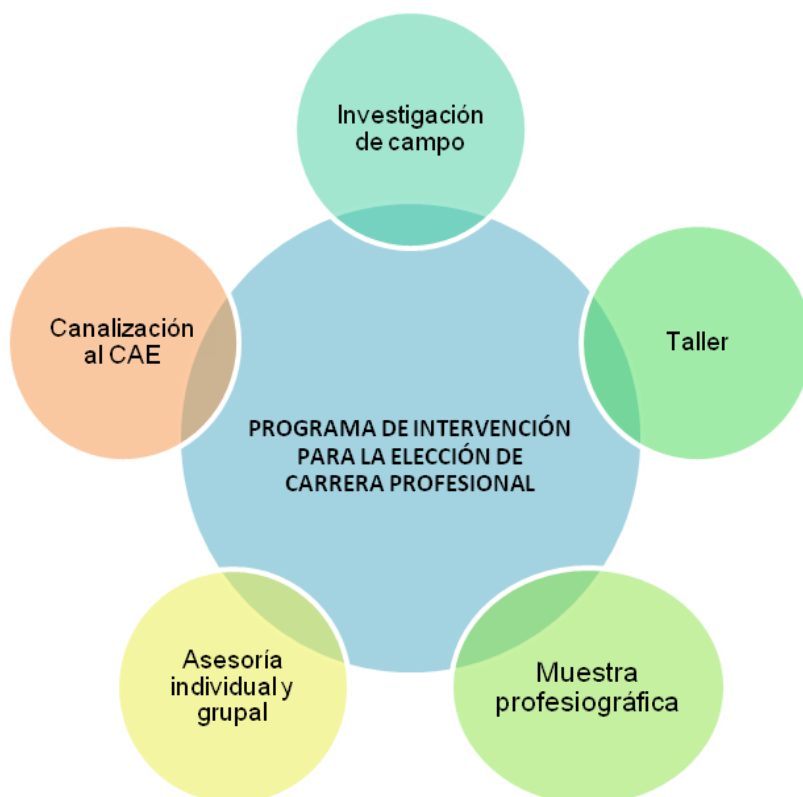 Investigación
de campo
Canalización
al CAE
Taller
PROGRAMA DE INTERVENCIÓN
PARA LA ELECCIÓN DE
CARRERA PROFESIONAL
Asesoría
individual y
grupal
Muestra
profesiográfica